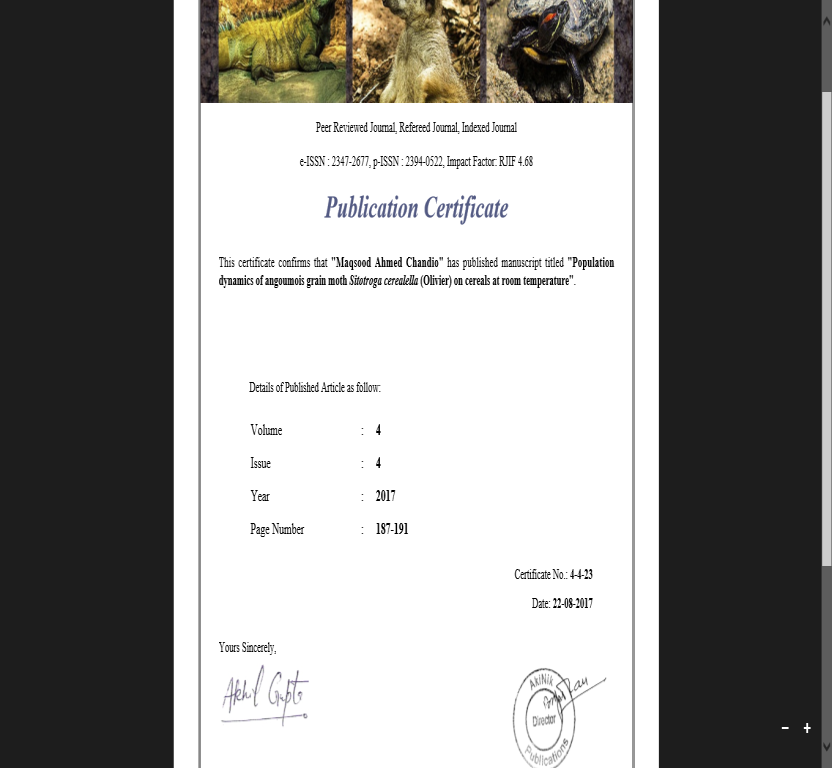 Peer Reviewed Journal, Refereed Journal, Indexed Journal
e-ISSN : 2347-2677, p-ISSN : 2394-0522, Impact Factor: RJIF 4.68
Publication Certificate
This certificate confirms that "Maqsood Ahmed Chandio" has published manuscript titled "Population
dynamics of angoumois grain moth Sitotroga cerealella (Olivier) on cereals at room temperature".
Details of Published Article as follow:
Volume : 4
Issue : 4
Year : 2017
Page Number : 187-191
Certificate No.: 4-4-23
Date: 22-08-2017
Yours Sincerely,
Akhil Gupta
AkiNik
Director
Publications